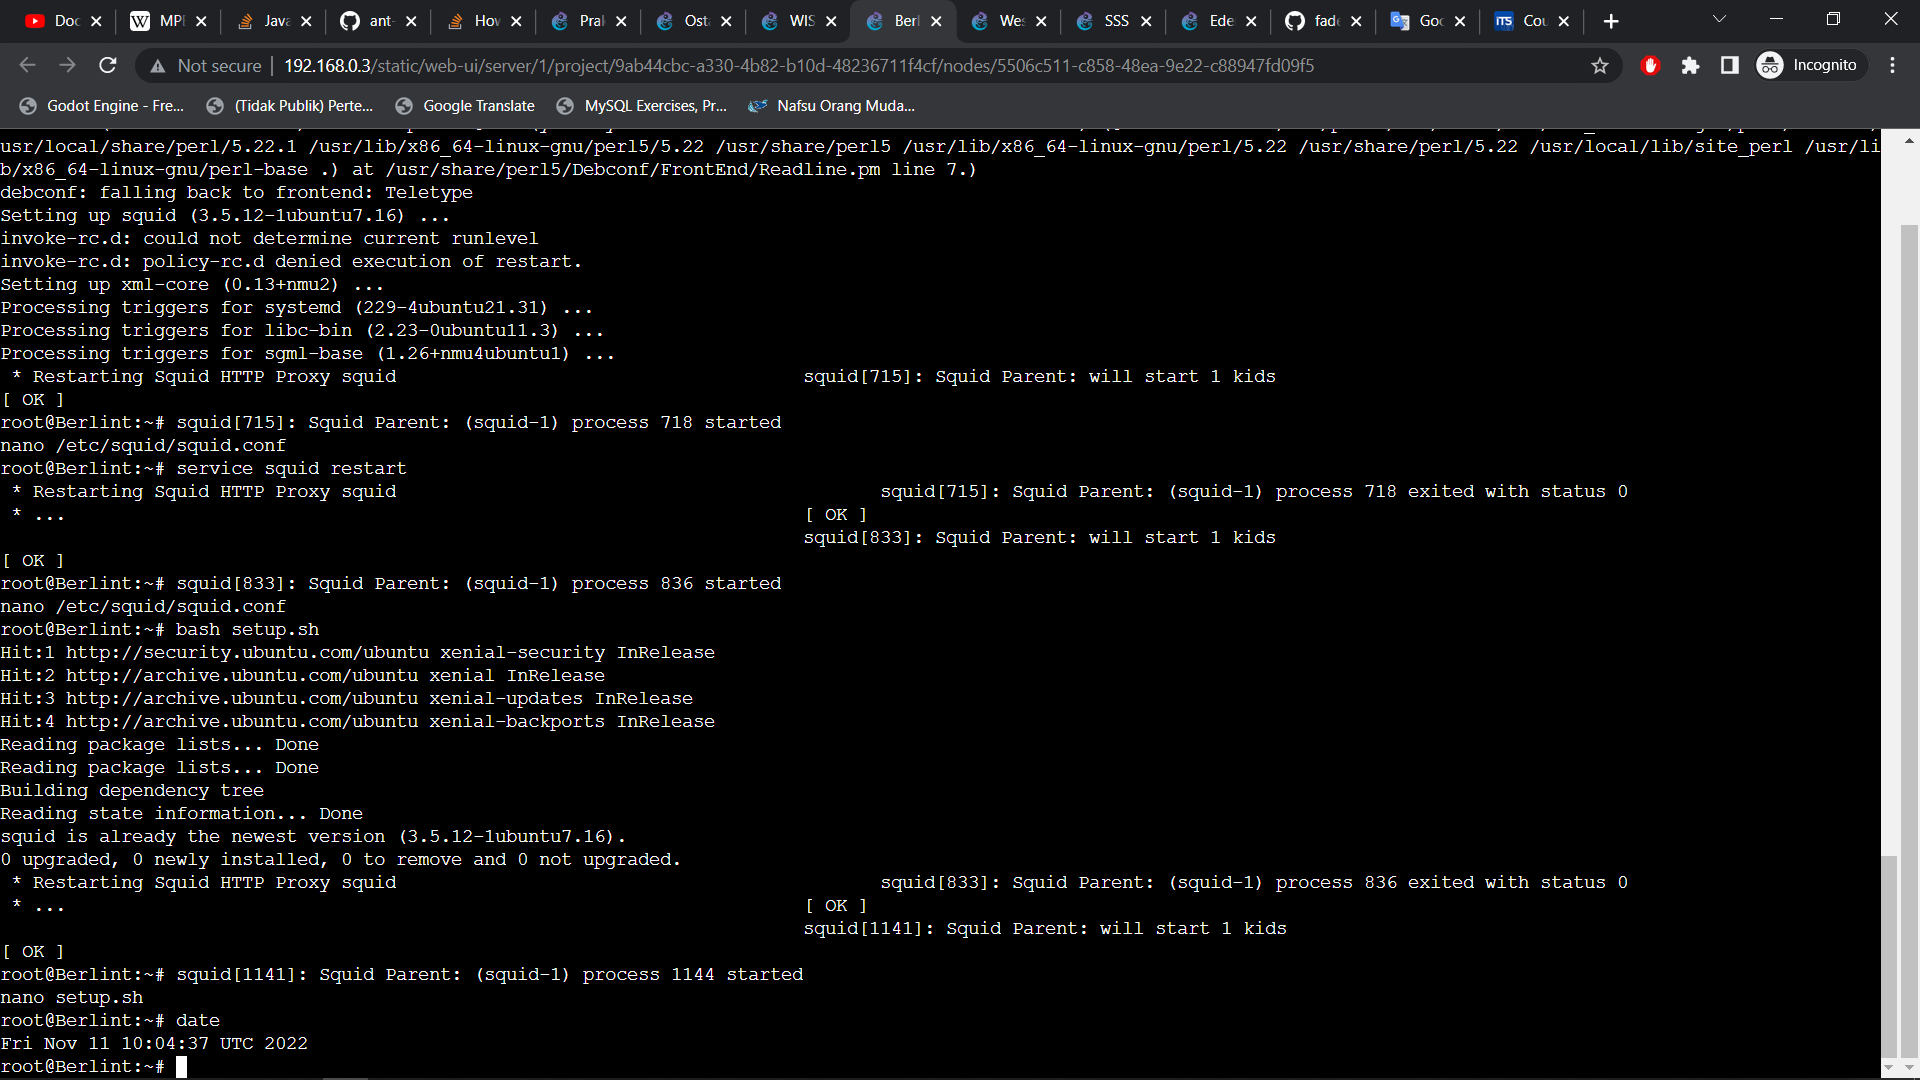 Doc
MPI
Java
ant-
How
Pral
Osta
WIS
Berl
Wes
SSS
Ede
fade
Goo
ITS Cou
Not secure
192.168.0.3/static/web-ui/server/1/project/9ab44cbc-a330-4b82-b10d-48236711f4cf/nodes/5506c511-c858-48ea-9e22-c88947fd09f5
Incognito
Godot Engine - Fre...
(Tidak Publik) Perte...
Google Translate
MySQL Exercises, Pr...
Nafsu Orang Muda...
usr/local/share/perl/5.22.1 /usr/lib/x86_64-linux-gnu/perl5/5.22 /usr/share/perl5 /usr/lib/x86_64-linux-gnu/perl/5.22 /usr/share/perl/5.22 /usr/local/lib/site_perl /usr/li
b/x86_64-linux-gnu/perl-base .) at /usr/share/perl5/Debconf/FrontEnd/Readline.pm line 7.)
debconf: falling back to frontend: Teletype
Setting up squid (3.5.12-1ubuntu7.16) ...
invoke-rc.d: could not determine current runlevel
invoke-rc.d: policy-rc.d denied execution of restart.
Setting up xml-core (0.13+nmu2) ...
Processing triggers for systemd (229-4ubuntu21.31) ...
Processing triggers for libc-bin (2.23-0ubuntu11.3) ...
Processing triggers for sgml-base (1.26+nmu4ubuntu1) ...
 * Restarting Squid HTTP Proxy squid squid[715]: Squid Parent: will start 1 kids
[ OK ]
root@Berlint:~# squid[715]: Squid Parent: (squid-1) process 718 started
nano /etc/squid/squid.conf
root@Berlint:~# service squid restart
 * Restarting Squid HTTP Proxy squid squid[715]: Squid Parent: (squid-1) process 718 exited with status 0
 * ... [ OK ]
squid[833]: Squid Parent: will start 1 kids
[ OK ]
root@Berlint:~# squid[833]: Squid Parent: (squid-1) process 836 started
nano /etc/squid/squid.conf
root@Berlint:~# bash setup.sh
Hit:1 http://security.ubuntu.com/ubuntu xenial-security InRelease
Hit:2 http://archive.ubuntu.com/ubuntu xenial InRelease
Hit:3 http://archive.ubuntu.com/ubuntu xenial-updates InRelease
Hit:4 http://archive.ubuntu.com/ubuntu xenial-backports InRelease
Reading package lists... Done
Reading package lists... Done
Building dependency tree
Reading state information... Done
squid is already the newest version (3.5.12-1ubuntu7.16).
0 upgraded, 0 newly installed, 0 to remove and 0 not upgraded.
 * Restarting Squid HTTP Proxy squid squid[833]: Squid Parent: (squid-1) process 836 exited with status 0
 * ... [ OK ]
squid[1141]: Squid Parent: will start 1 kids
[ OK ]
root@Berlint:~# squid[1141]: Squid Parent: (squid-1) process 1144 started
nano setup.sh
root@Berlint:~# date
Fri Nov 11 10:04:37 UTC 2022
root@Berlint:~#